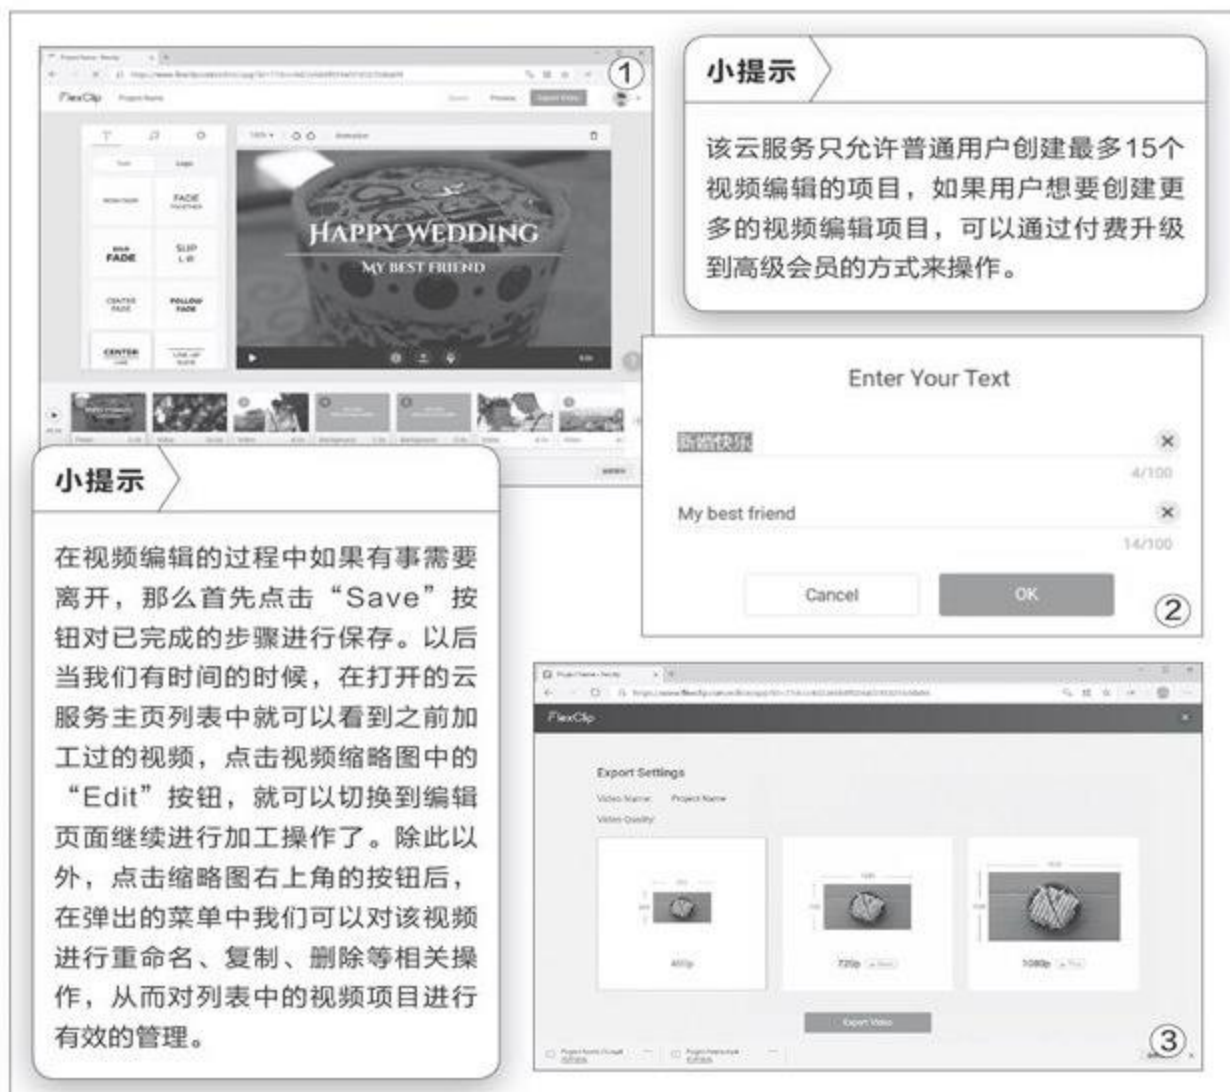 ①
FlexClip
Project Name
Text
Logo
FADE
TOGETHER
FADE
SLIP
CENTER
FADE
FOLLOW
FADE
CENTER
HAPPY WEDDING
MY BEST FRIEND
小提示
该云服务只允许普通用户创建最多15个
视频编辑的项目，如果用户想要创建更
多的视频编辑项目，可以通过付费升级
到高级会员的方式来操作。
Enter Your Text
新婚快乐
4/100
My best friend
14/100
Cancel
OK
②
小提示
在视频编辑的过程中如果有事需要
离开，那么首先点击“Save”按
钮对已完成的步骤进行保存。以后
当我们有时间的时候，在打开的云
服务主页列表中就可以看到之前加
工过的视频，点击视频缩略图中的
“Edit”按钮，就可以切换到编辑
页面继续进行加工操作了。除此以
外，点击缩略图右上角的按钮后，
在弹出的菜单中我们可以对该视频
进行重命名、复制、删除等相关操
作，从而对列表中的视频项目进行
有效的管理。
FlexClip
Export Settings
Video Name: Project Name
Video Quality:
480p
720p
1080p
Export Video
③